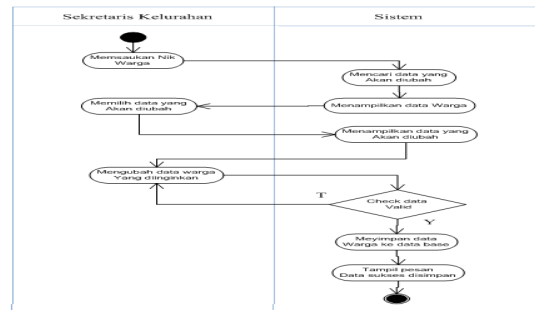 Sekretaris Kelurahan
Sistem
Memsaukan Nik
Warga
Mencari data yang
Akan diubah
Memilih data yang
Akan diubah
Menampilkan data Warga
Menampilkan data yang
Akan diubah
Mengubah data warga
Yang diinginkan
T
Check data
Valid
Y
Meyimpan data
Warga ke data base
Tampil pesan
Data sukses disimpan